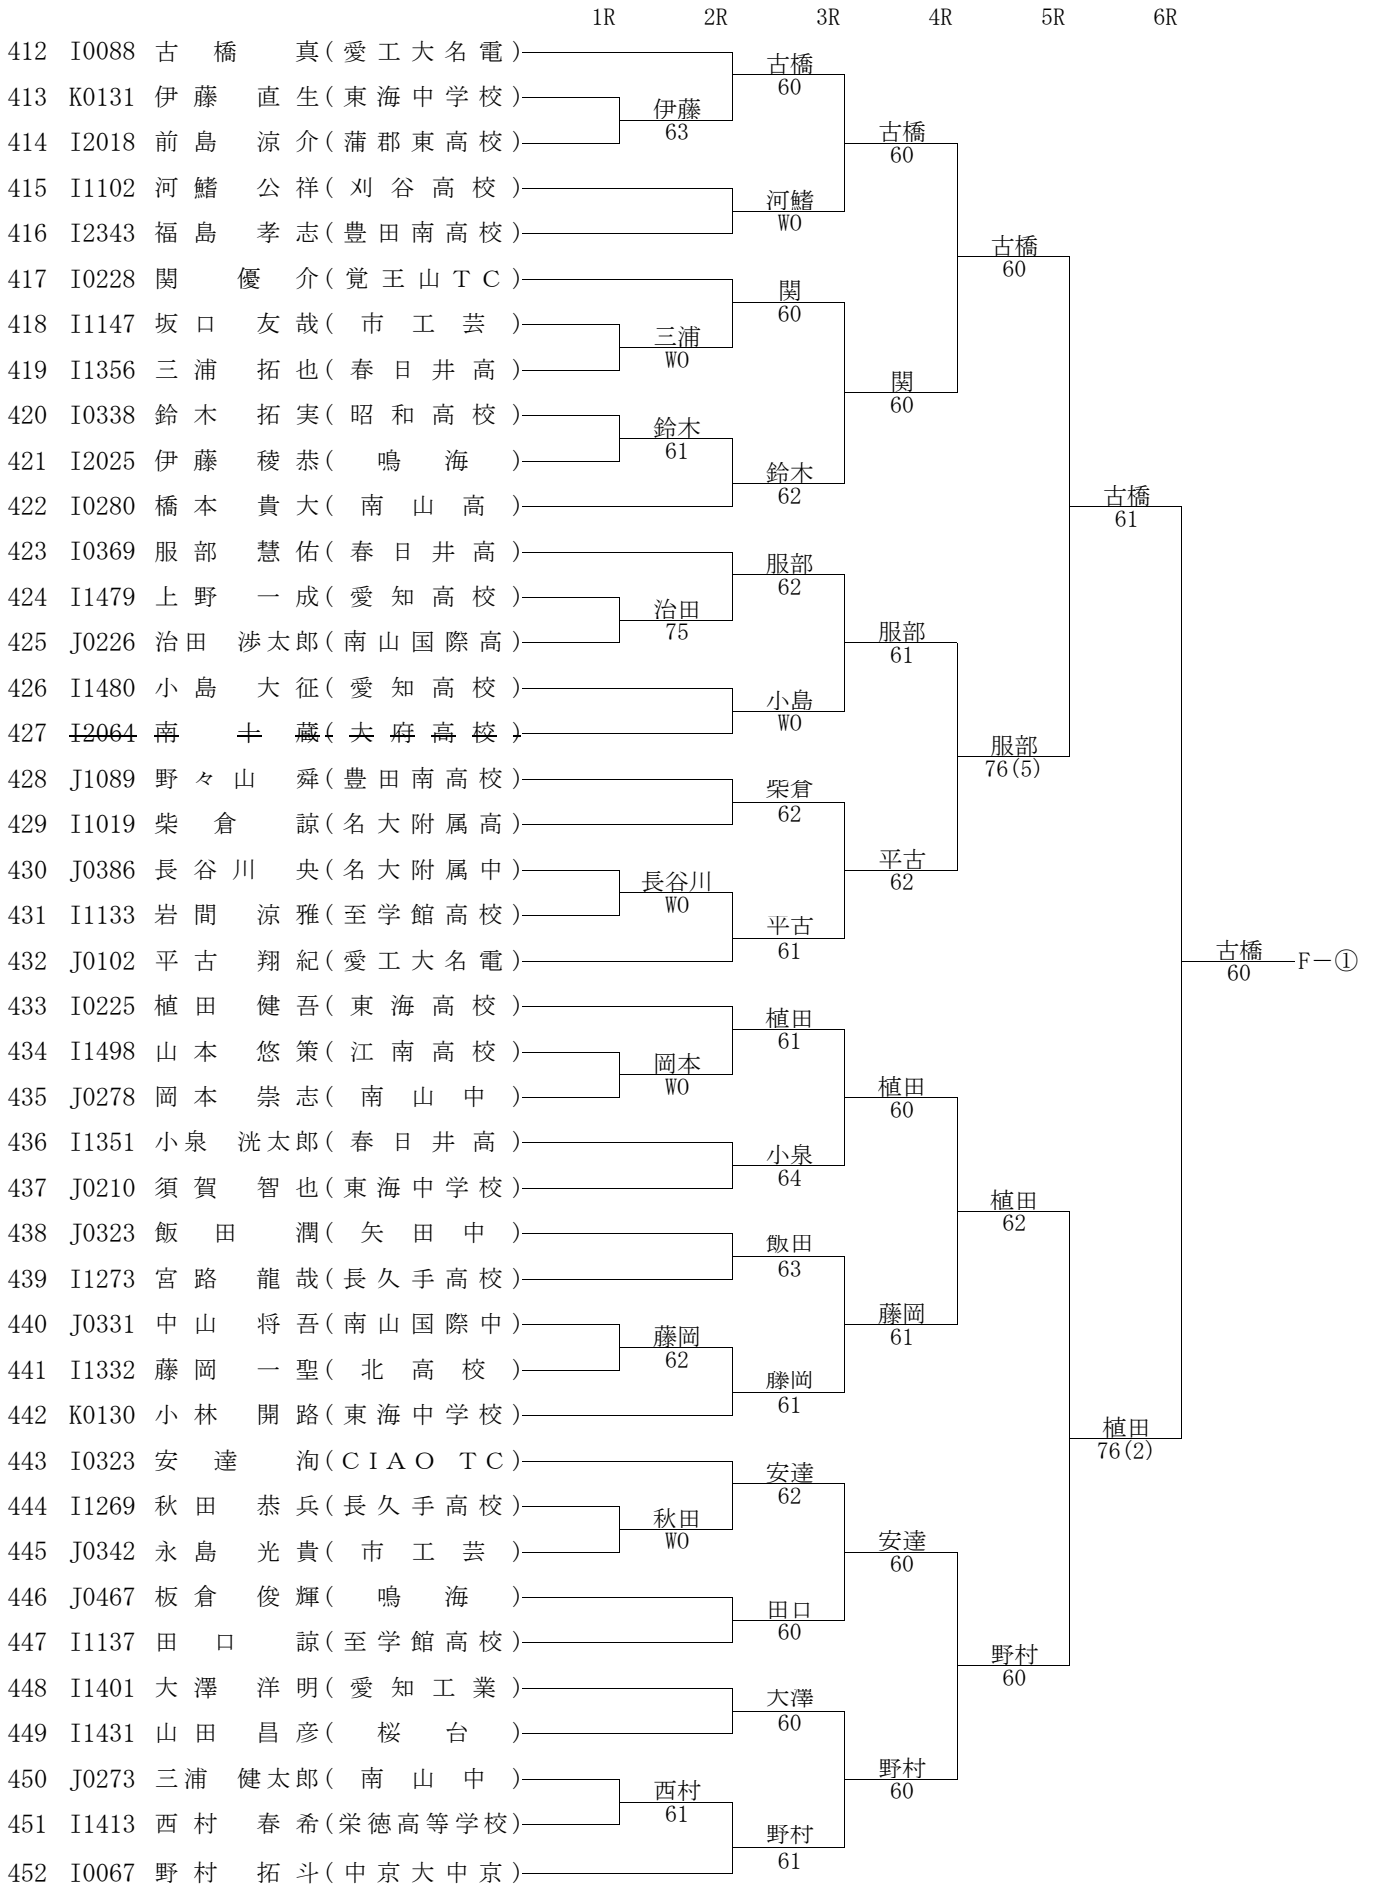 1R 2R 3R 4R 5R 6R
412 I0088 古橋 真(愛工大名電)
古橋
60
413 K0131 伊藤 直生(東海中学校)
伊藤
63
414 I2018 前島 涼介(蒲郡東高校)
古橋
60
415 I1102 河鰭 公祥(刈谷高校)
河鰭
WO
416 I2343 福島 孝志(豊田南高校)
古橋
60
417 I0228 関 優介(覚王山TC)
関
60
418 I1147 坂口 友哉(市工芸)
三浦
WO
419 I1356 三浦 拓也(春日井高)
関
60
420 I0338 鈴木 拓実(昭和高校)
鈴木
61
421 I2025 伊藤 稜恭(鳴海)
鈴木
62
422 I0280 橋本 貴大(南山高)
古橋
61
423 I0369 服部 慧佑(春日井高)
服部
62
424 I1479 上野 一成(愛知高校)
治田
75
425 J0226 治田 渉太郎(南山国際高)
服部
61
426 I1480 小島 大征(愛知高校)
小島
WO
427 I2064 南 十蔵(大府高校)
服部
76(5)
428 J1089 野々山 舜(豊田南高校)
柴倉
62
429 I1019 柴倉 諒(名大附属高)
430 J0386 長谷川 央(名大附属中)
長谷川
WO
平古
62
431 I1133 岩間 涼雅(至学館高校)
平古
61
432 J0102 平古 翔紀(愛工大名電)
古橋
60
F－①
433 I0225 植田 健吾(東海高校)
植田
61
434 I1498 山本 悠策(江南高校)
岡本
WO
435 J0278 岡本 崇志(南山中)
植田
60
436 I1351 小泉 洸太郎(春日井高)
小泉
64
437 J0210 須賀 智也(東海中学校)
植田
62
438 J0323 飯田 潤(矢田中)
飯田
63
439 I1273 宮路 龍哉(長久手高校)
440 J0331 中山 将吾(南山国際中)
藤岡
62
藤岡
61
441 I1332 藤岡 一聖(北高校)
藤岡
61
442 K0130 小林 開路(東海中学校)
植田
76(2)
443 I0323 安達 洵(CIAO TC)
安達
62
444 I1269 秋田 恭兵(長久手高校)
秋田
WO
445 J0342 永島 光貴(市工芸)
安達
60
446 J0467 板倉 俊輝(鳴海)
田口
60
447 I1137 田口 諒(至学館高校)
野村
60
448 I1401 大澤 洋明(愛知工業)
大澤
60
449 I1431 山田 昌彦(桜台)
450 J0273 三浦 健太郎(南山中)
西村
61
野村
60
451 I1413 西村 春希(栄徳高等学校)
野村
61
452 I0067 野村 拓斗(中京大中京)